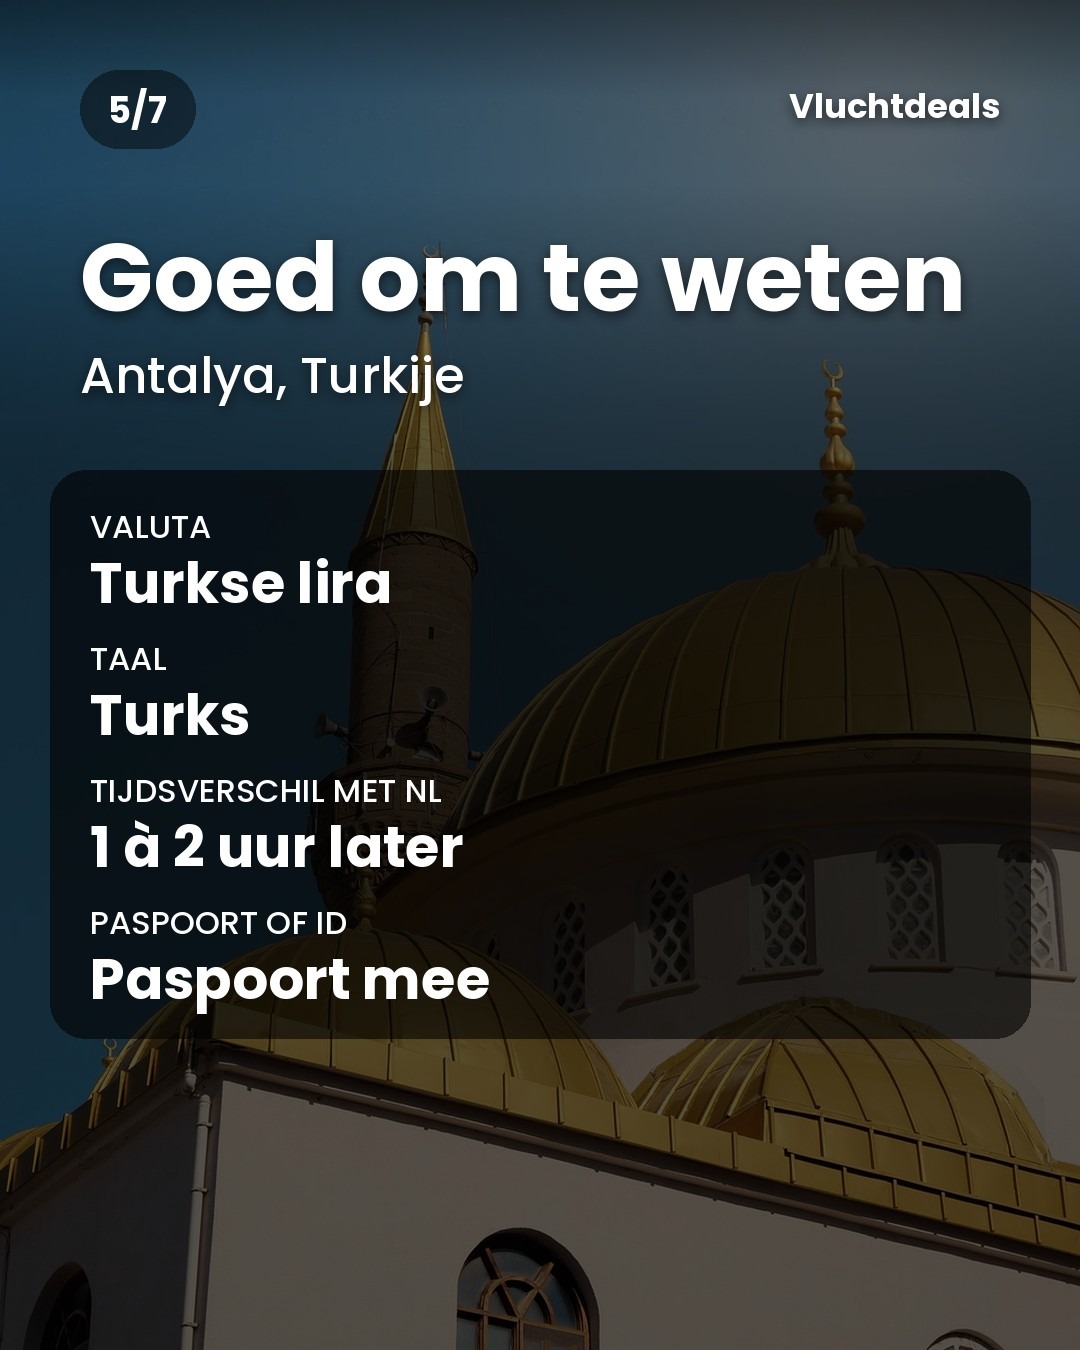 5/7
Vluchtdeals
Goed om te weten
Antalya, Turkije
VALUTA
Turkse lira
TAAL
Turks
TIJDSVERSCHIL MET NL
1 à 2 uur later
PASPOORT OF ID
Paspoort mee